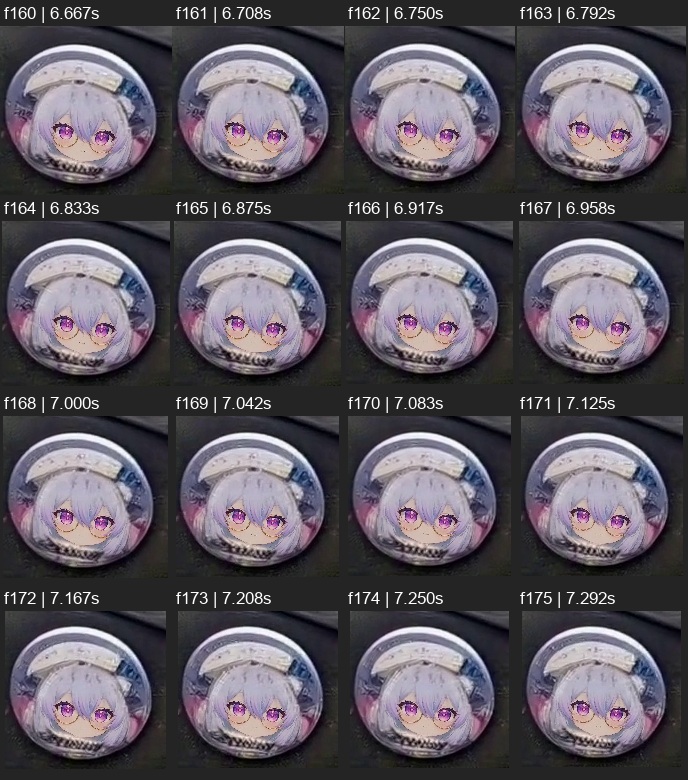 f160 | 6.667s f161 | 6.708s f162 | 6.750s f163 | 6.792s
f164 | 6.833s f165 | 6.875s f166 | 6.917s f167 | 6.958s
f168 | 7.000s f169 | 7.042s f170 | 7.083s f171 | 7.125s
f172 | 7.167s f173 | 7.208s f174 | 7.250s f175 | 7.292s